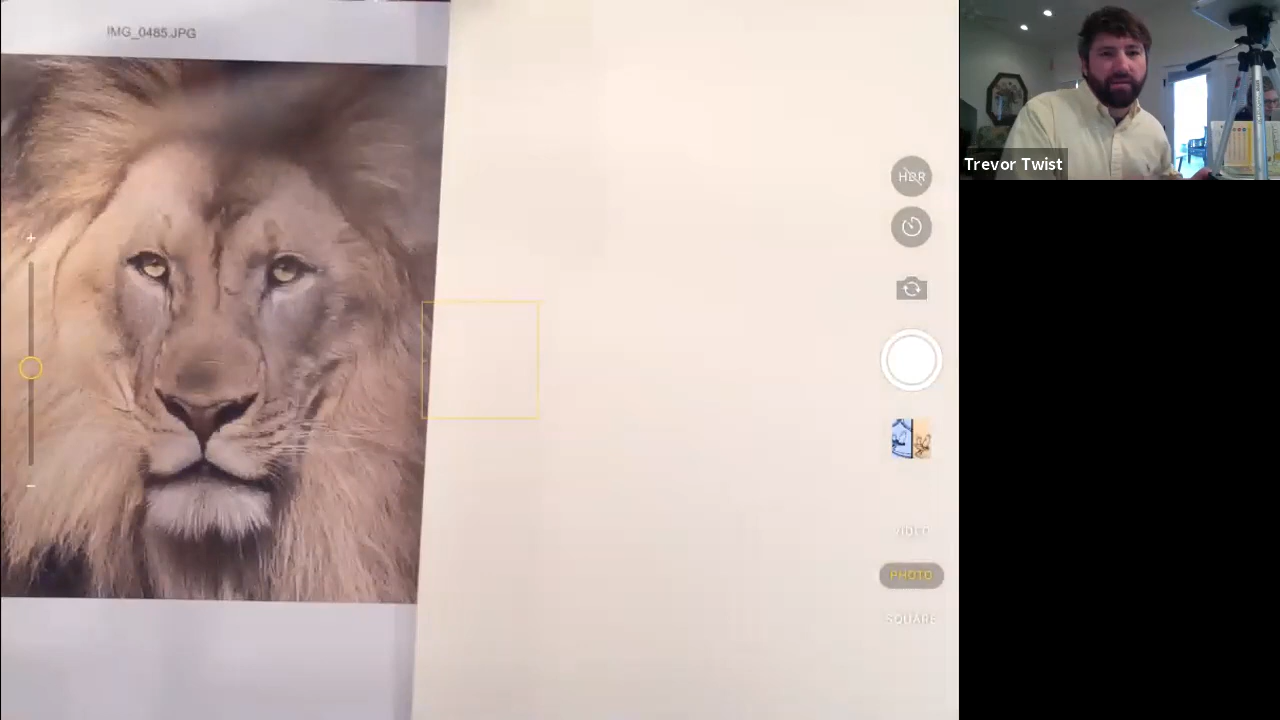 IMG_0485.JPG
HDR
Trevor Twist
VIDEO
PHOTO
SQUARE